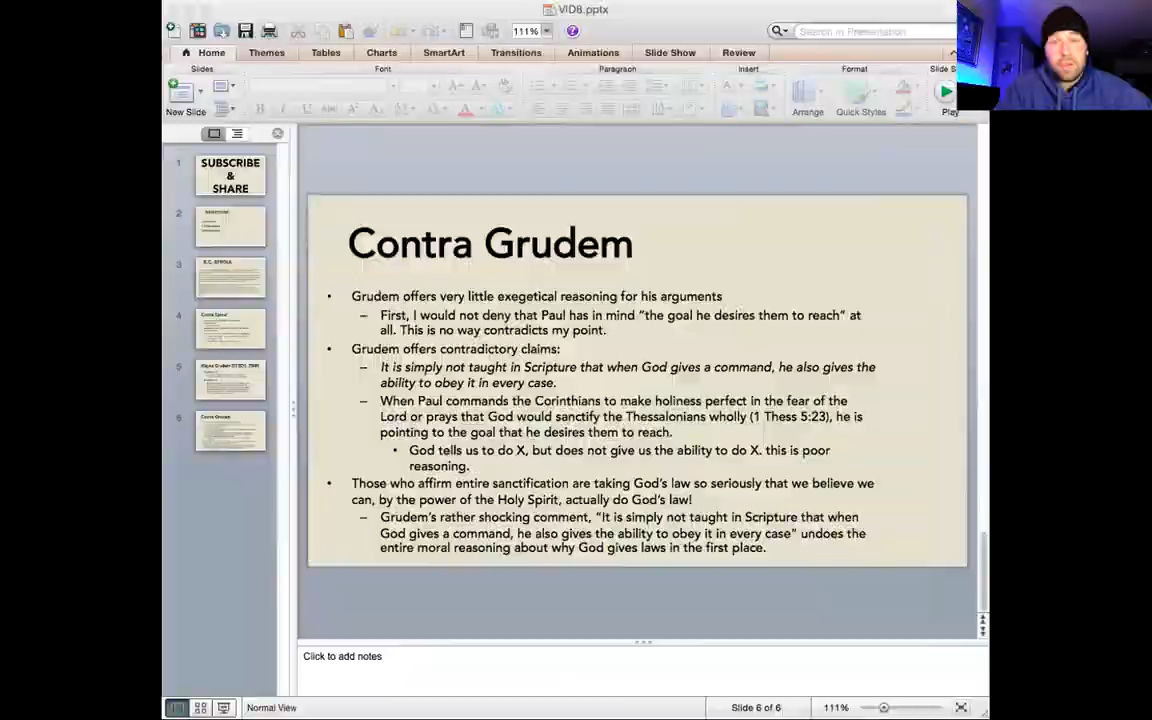 VID8.pptx
111%
Search in Presentation
Home
Themes
Tables
Charts
SmartArt
Transitions
Animations
Slide Show
Review
Slides
Font
Paragraph
Insert
Format
Slide S
New Slide
Arrange
Quick Styles
Play
1
SUBSCRIBE
&
SHARE
2
3
4
5
6
Contra Grudem
• Grudem offers very little exegetical reasoning for his arguments
– First, I would not deny that Paul has in mind “the goal he desires them to reach” at
all. This is no way contradicts my point.
• Grudem offers contradictory claims:
– It is simply not taught in Scripture that when God gives a command, he also gives the
ability to obey it in every case.
– When Paul commands the Corinthians to make holiness perfect in the fear of the
Lord or prays that God would sanctify the Thessalonians wholly (1 Thess 5:23), he is
pointing to the goal that he desires them to reach.
• God tells us to do X, but does not give us the ability to do X. this is poor
reasoning.
• Those who affirm entire sanctification are taking God’s law so seriously that we believe we
can, by the power of the Holy Spirit, actually do God’s law!
– Grudem’s rather shocking comment, “It is simply not taught in Scripture that when
God gives a command, he also gives the ability to obey it in every case” undoes the
entire moral reasoning about why God gives laws in the first place.
Click to add notes
Normal View
Slide 6 of 6
111%